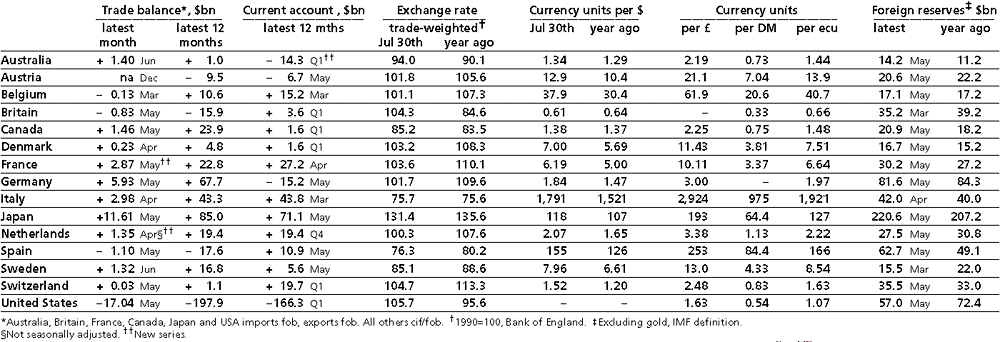 Trade balance*, $bn Current account , $bn Exchange rate Currency units per $ Currency units Foreign reserves‡ $bn
latest latest 12 latest 12 mths trade-weighted† Jul 30th year ago per £ per DM per ecu latest year ago
month months Jul 30th year ago
Australia + 1.40 Jun + 1.0 – 14.3 Q1†† 94.0 90.1 1.34 1.29 2.19 0.73 1.44 14.2 May 11.2
Austria na Dec – 9.5 – 6.7 May 101.8 105.6 12.9 10.4 21.1 7.04 13.9 20.6 May 22.2
Belgium – 0.13 Mar + 10.6 + 15.2 Mar 101.1 107.3 37.9 30.4 61.9 20.6 40.7 17.1 May 17.2
Britain – 0.83 May – 15.9 + 3.6 Q1 104.3 84.6 0.61 0.64 – 0.33 0.66 35.2 Mar 39.2
Canada + 1.46 May + 23.9 + 1.6 Q1 85.2 83.5 1.38 1.37 2.25 0.75 1.48 20.9 May 18.2
Denmark + 0.23 Apr + 4.8 + 1.6 Q1 103.2 108.3 7.00 5.69 11.43 3.81 7.51 16.7 May 15.2
France + 2.87 May†† + 22.8 + 27.2 Apr 103.6 110.1 6.19 5.00 10.11 3.37 6.64 30.2 May 27.2
Germany + 5.93 May + 67.7 – 15.2 May 101.7 109.6 1.84 1.47 3.00 – 1.97 81.6 May 84.3
Italy + 2.98 Apr + 43.3 + 43.8 Mar 75.7 75.6 1,791 1,521 2,924 975 1,921 42.0 Apr 40.0
Japan +11.61 May + 85.0 + 71.1 May 131.4 135.6 118 107 193 64.4 127 220.6 May 207.2
Netherlands + 1.35 Apr§†† + 19.4 + 19.4 Q4 100.3 107.6 2.07 1.65 3.38 1.13 2.22 27.5 May 30.8
Spain – 1.10 May – 17.6 + 10.9 May 76.3 80.2 155 126 253 84.4 166 62.7 May 49.1
Sweden + 1.32 Jun + 16.8 + 5.6 May 85.1 88.6 7.96 6.61 13.0 4.33 8.54 15.5 Mar 22.0
Switzerland + 0.03 May + 1.1 + 19.7 Q1 104.7 113.3 1.52 1.20 2.48 0.83 1.63 35.5 May 33.0
United States –17.04 May –197.9 –166.3 Q1 105.7 95.6 – – 1.63 0.54 1.07 57.0 May 72.4
*Australia, Britain, France, Canada, Japan and USA imports fob, exports fob. All others cif/fob. †1990=100, Bank of England. ‡Excluding gold, IMF definition.
§Not seasonally adjusted. ††New series.